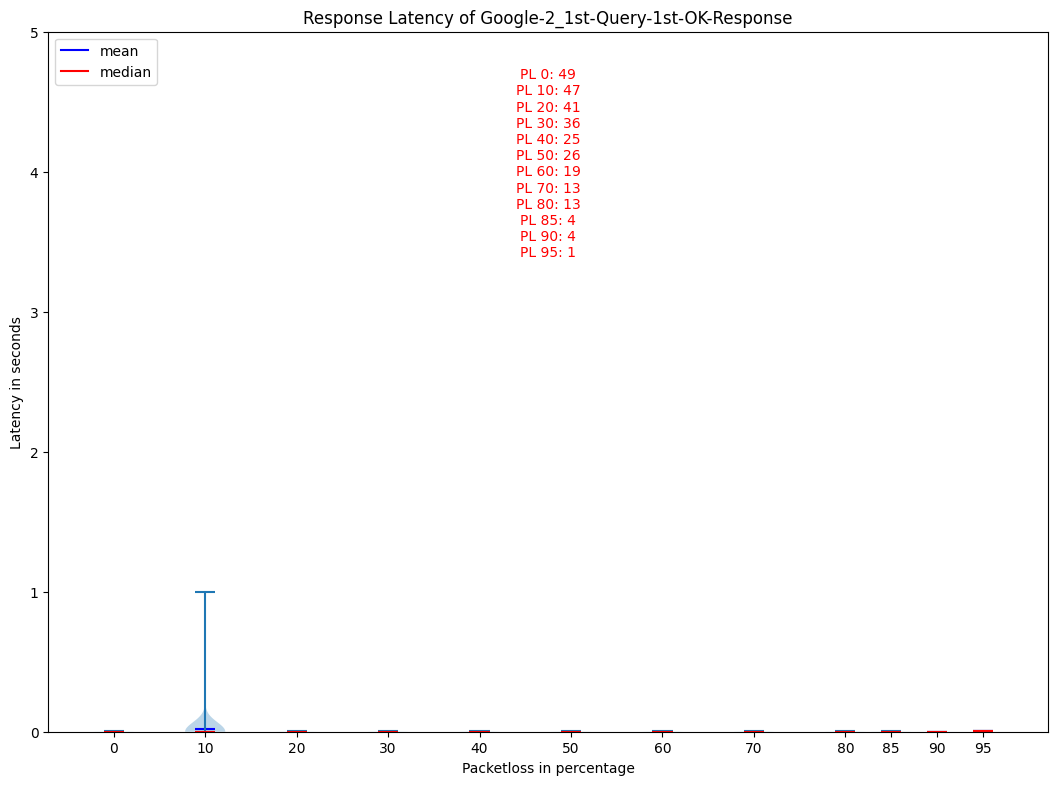 Response Latency of Google-2_1st-Query-1st-OK-Response
mean
median
PL 0: 49
PL 10: 47
PL 20: 41
PL 30: 36
PL 40: 25
PL 50: 26
PL 60: 19
PL 70: 13
PL 80: 13
PL 85: 4
PL 90: 4
PL 95: 1
Latency in seconds
5
4
3
2
1
0
0 10 20 30 40 50 60 70 80 85 90 95
Packetloss in percentage